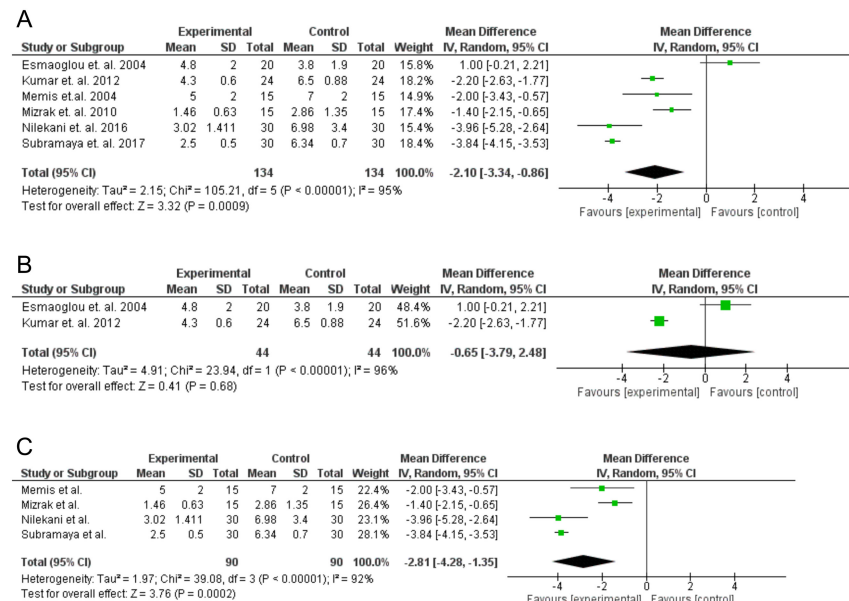 A
Experimental Control Mean Difference Mean Difference
Study or Subgroup Mean SD Total Mean SD Total Weight IV, Random, 95% CI IV, Random, 95% CI
Esmaoglou et. al. 2004 4.8 2 20 3.8 1.9 20 15.8% 1.00 [-0.21, 2.21]
Kumar et. al. 2012 4.3 0.6 24 6.5 0.88 24 18.2% -2.20 [-2.63, -1.77]
Memis et.al. 2004 5 2 15 7 2 15 14.9% -2.00 [-3.43, -0.57]
Mizrak et. al. 2010 1.46 0.63 15 2.86 1.35 15 17.4% -1.40 [-2.15, -0.65]
Nilekani et. al. 2016 3.02 1.411 30 6.98 3.4 30 15.3% -3.96 [-5.28, -2.64]
Subramaya et. al. 2017 2.5 0.5 30 6.34 0.7 30 18.4% -3.84 [-4.15, -3.53]
Total (95% CI) 134 134 100.0% -2.10 [-3.34, -0.86]
Heterogeneity: Tau² = 2.15; Chi² = 105.21, df = 5 (P < 0.00001); I² = 95%
Test for overall effect: Z = 3.32 (P = 0.0009)
-4 -2 0 2 4
Favours [experimental] Favours [control]
B
Experimental Control Mean Difference Mean Difference
Study or Subgroup Mean SD Total Mean SD Total Weight IV, Random, 95% CI IV, Random, 95% CI
Esmaoglou et. al. 2004 4.8 2 20 3.8 1.9 20 48.4% 1.00 [-0.21, 2.21]
Kumar et. al. 2012 4.3 0.6 24 6.5 0.88 24 51.6% -2.20 [-2.63, -1.77]
Total (95% CI) 44 44 100.0% -0.65 [-3.79, 2.48]
Heterogeneity: Tau² = 4.91; Chi² = 23.94, df = 1 (P < 0.00001); I² = 96%
Test for overall effect: Z = 0.41 (P = 0.68)
-4 -2 0 2 4
Favours [experimental] Favours [control]
C
Experimental Control Mean Difference Mean Difference
Study or Subgroup Mean SD Total Mean SD Total Weight IV, Random, 95% CI IV, Random, 95% CI
Memis et al. 5 2 15 7 2 15 22.4% -2.00 [-3.43, -0.57]
Mizrak et al. 1.46 0.63 15 2.86 1.35 15 26.4% -1.40 [-2.15, -0.65]
Nilekani et al. 3.02 1.411 30 6.98 3.4 30 23.1% -3.96 [-5.28, -2.64]
Subramaya et al. 2.5 0.5 30 6.34 0.7 30 28.1% -3.84 [-4.15, -3.53]
Total (95% CI) 90 90 100.0% -2.81 [-4.28, -1.35]
Heterogeneity: Tau² = 1.97; Chi² = 39.08, df = 3 (P < 0.00001); I² = 92%
Test for overall effect: Z = 3.76 (P = 0.0002)
-4 -2 0 2 4
Favours [experimental] Favours [control]